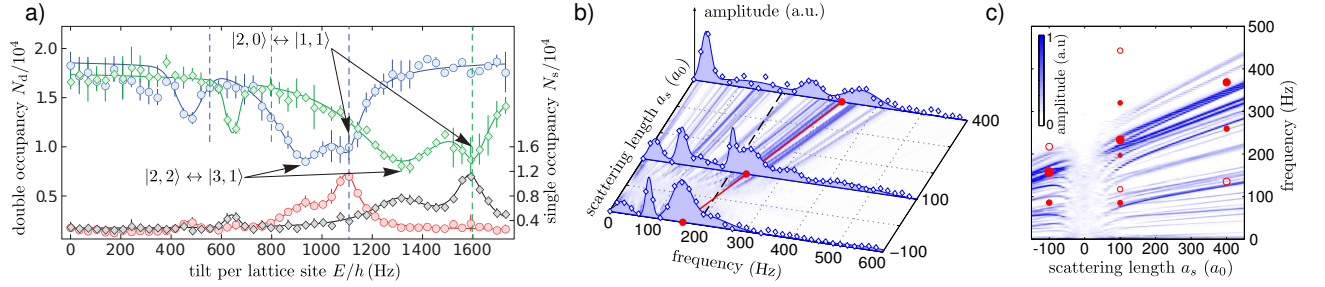 a)
double occupancy N_d/10^4
2.0
1.5
1.0
0.5
0
200
400
600
800
1000
1200
1400
1600
tilt per lattice site E/h (Hz)
|2,0⟩ ↔ |1,1⟩
|2,2⟩ ↔ |3,1⟩
1.6
1.2
0.8
0.4
single occupancy N_s/10^4
b)
amplitude (a.u.)
scattering length a_s (a_0)
400
100
−100
0
100
200
300
400
500
600
frequency (Hz)
c)
1
0
amplitude (a.u)
500
400
300
200
100
0
frequency (Hz)
-100
0
100
200
300
400
scattering length a_s (a_0)